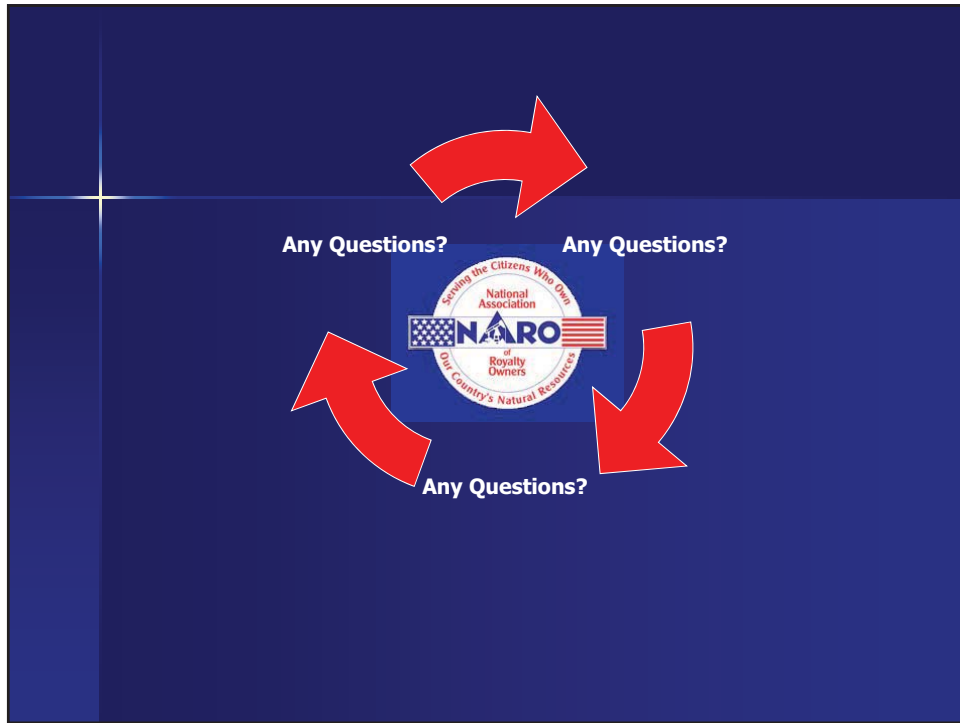 Any Questions?
Any Questions?
Serving the Citizens Who Own
National
Association
NARO
of
Royalty
Owners
Our Country's Natural Resources
Any Questions?